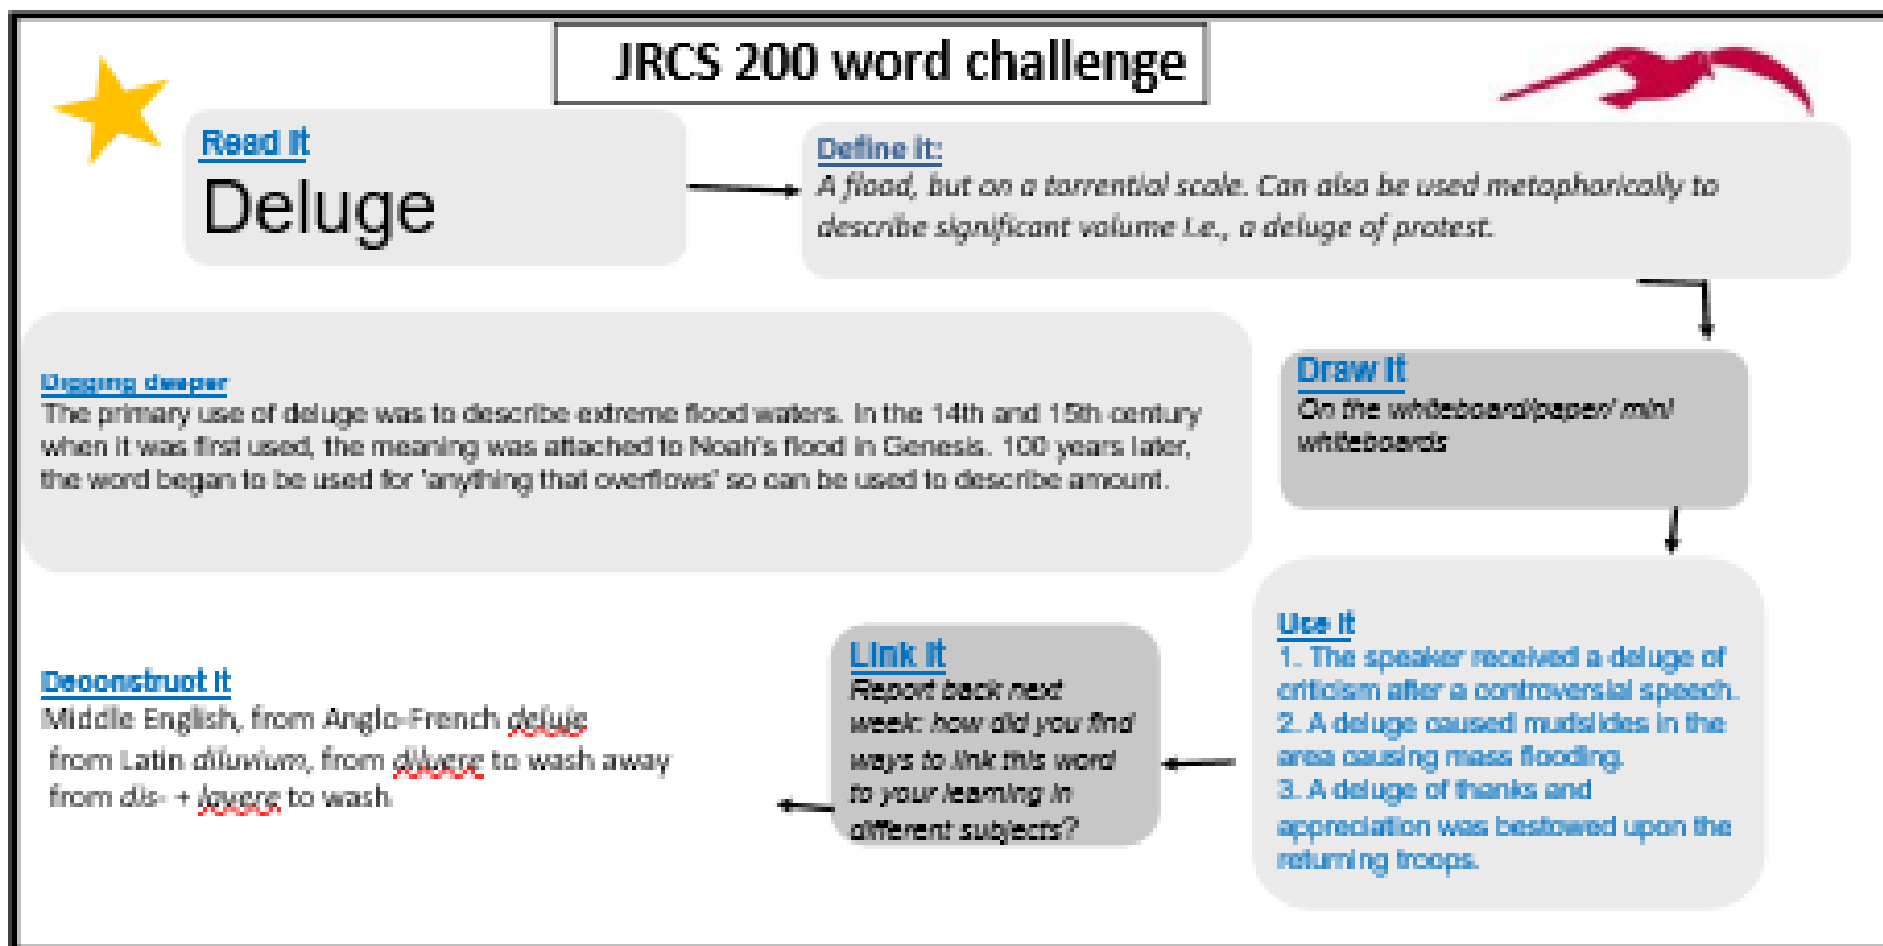 JRCS 200 word challenge
Read it
Deluge
Define it:
A flood, but on a torrential scale. Can also be used metaphorically to
describe significant volume i.e., a deluge of protest.
Digging deeper
The primary use of deluge was to describe extreme flood waters. In the 14th and 15th century
when it was first used, the meaning was attached to Noah's flood in Genesis. 100 years later,
the word began to be used for 'anything that overflows' so can be used to describe amount.
Draw it
On the whiteboard/paper/ mini
whiteboards
Use it
1. The speaker received a deluge of
criticism after a controversial speech.
2. A deluge caused mudslides in the
area causing mass flooding.
3. A deluge of thanks and
appreciation was bestowed upon the
returning troops.
Link it
Report back next
week: how did you find
ways to link this word
to your learning in
different subjects?
Deconstruct it
Middle English, from Anglo-French deluje
from Latin diluvium, from diluere to wash away
from dis- + lavere to wash